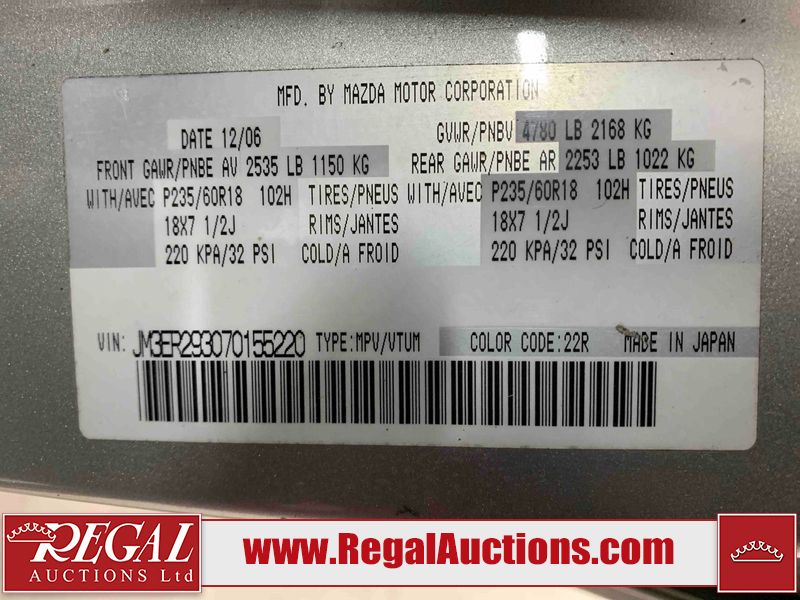 MFD. BY MAZDA MOTOR CORPORATION
DATE 12/06 GVWR/PNBV 4780 LB 2168 KG
FRONT GAWR/PNBE AV 2535 LB 1150 KG REAR GAWR/PNBE AR 2253 LB 1022 KG
WITH/AVEC P235/60R18 102H TIRES/PNEUS WITH/AVEC P235/60R18 102H TIRES/PNEUS
18X7 1/2J RIMS/JANTES 18X7 1/2J RIMS/JANTES
220 KPA/32 PSI COLD/A FROID 220 KPA/32 PSI COLD/A FROID
VIN: JM3ER293070155220 TYPE:MPV/VTUM COLOR CODE:22R MADE IN JAPAN
REGAL
AUCTIONS Ltd
www.RegalAuctions.com